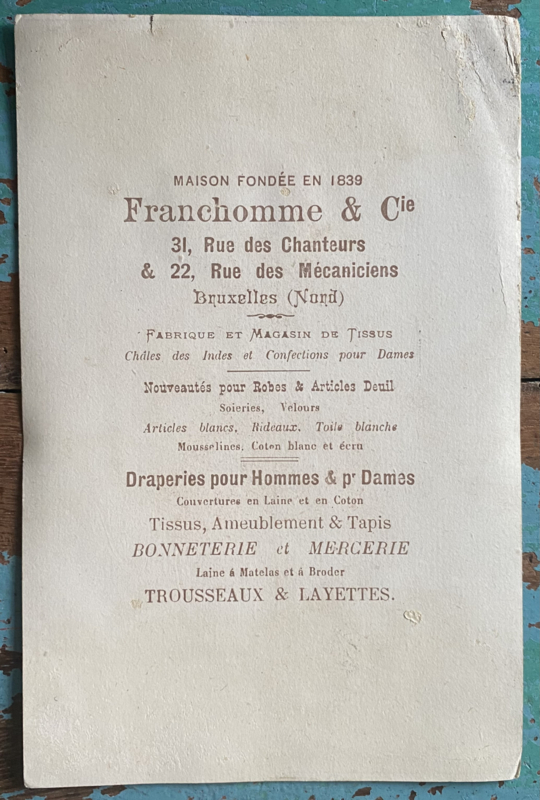 MAISON FONDÉE EN 1839
Franchomme & Cie
31, Rue des Chanteurs
& 22, Rue des Mécaniciens
Bruxelles (Nord)
FABRIQUE ET MAGASIN DE TISSUS
Châles des Indes et Confections pour Dames
Nouveautés pour Robes & Articles Deuil
Soieries, Velours
Articles blancs, Rideaux, Toile blanche
Mousselines, Coton blanc et écru
Draperies pour Hommes & pr Dames
Couvertures en Laine et en Coton
Tissus, Ameublement & Tapis
BONNETERIE et MERCERIE
Laine á Matelas et á Broder
TROUSSEAUX & LAYETTES.